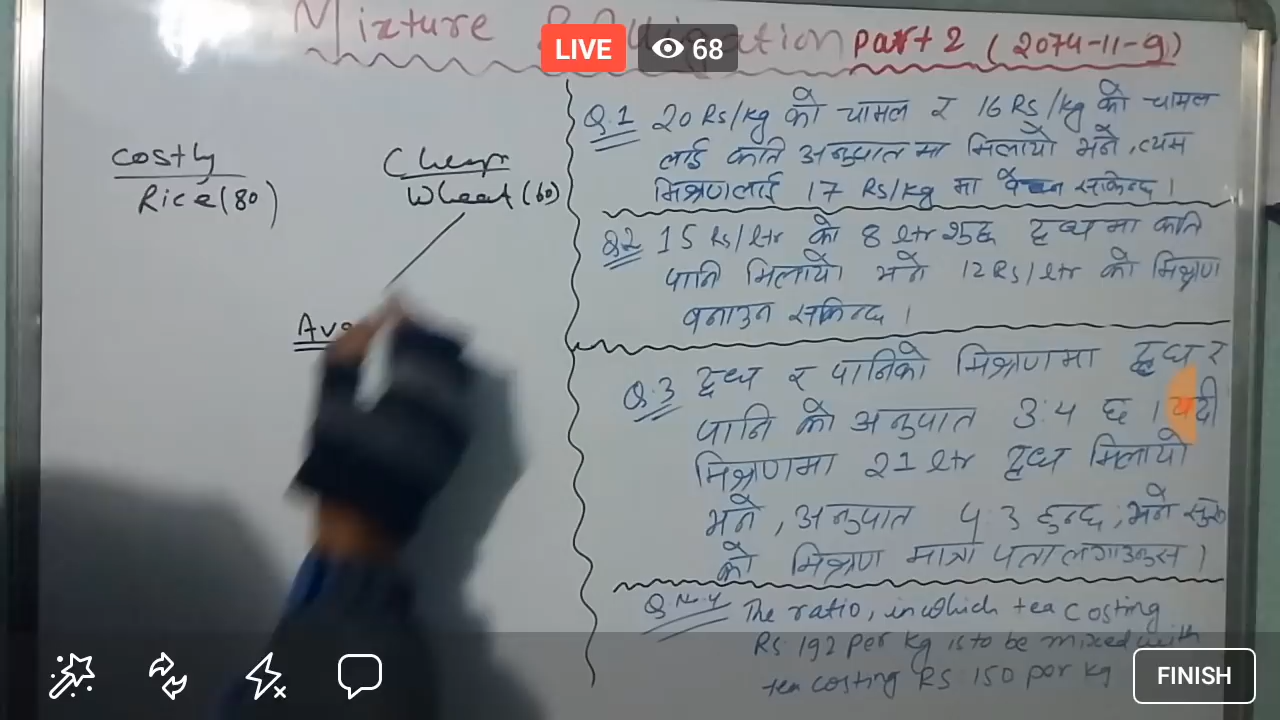 Mixture & Alligation Part 2 (2074-11-9)
LIVE 68
Costly
Rice (80)
Cheap
Wheat (60)
Ave
Q.1 20 Rs/kg को चामल र 16 Rs/kg को चामल
लाई कति अनुपात मा मिलायो भने, त्यस
मिश्रणलाई 17 Rs/kg मा बेच्न सकिन्छ ।
Q.2 15 Rs/ltr को 8 ltr शुद्ध दूधमा कति
पानि मिलायो भने 12 Rs/ltr को मिश्रण
बनाउन सकिन्छ ।
Q.3 दूध र पानिको मिश्रणमा दूध र
पानि को अनुपात 3:4 छ । यदी
मिश्रणमा 21 ltr दूध मिलायो
भने, अनुपात 4:3 हुन्छ, भने सुरु
को मिश्रण मात्रा पता लगाउनुस ।
Q No. 4 The ratio, in which tea costing
Rs. 192 per kg is to be mixed with
tea costing RS 150 per kg
FINISH